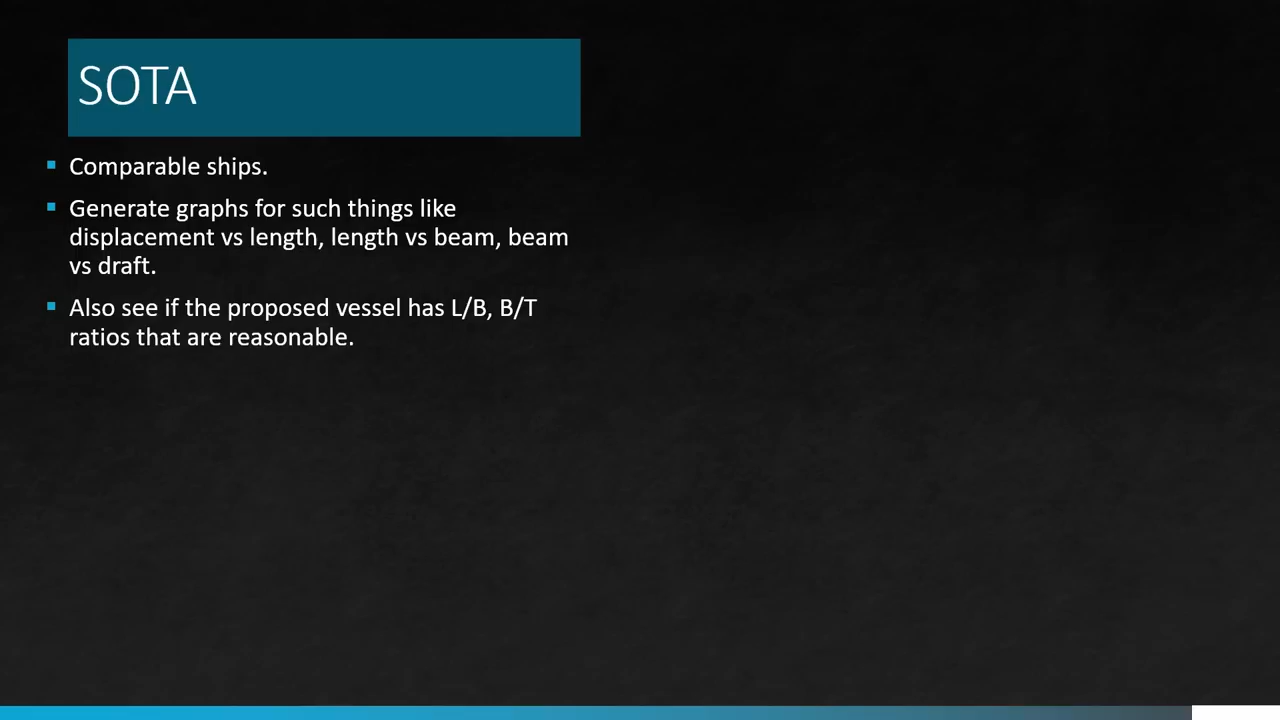 SOTA
Comparable ships.
Generate graphs for such things like
displacement vs length, length vs beam, beam
vs draft.
Also see if the proposed vessel has L/B, B/T
ratios that are reasonable.